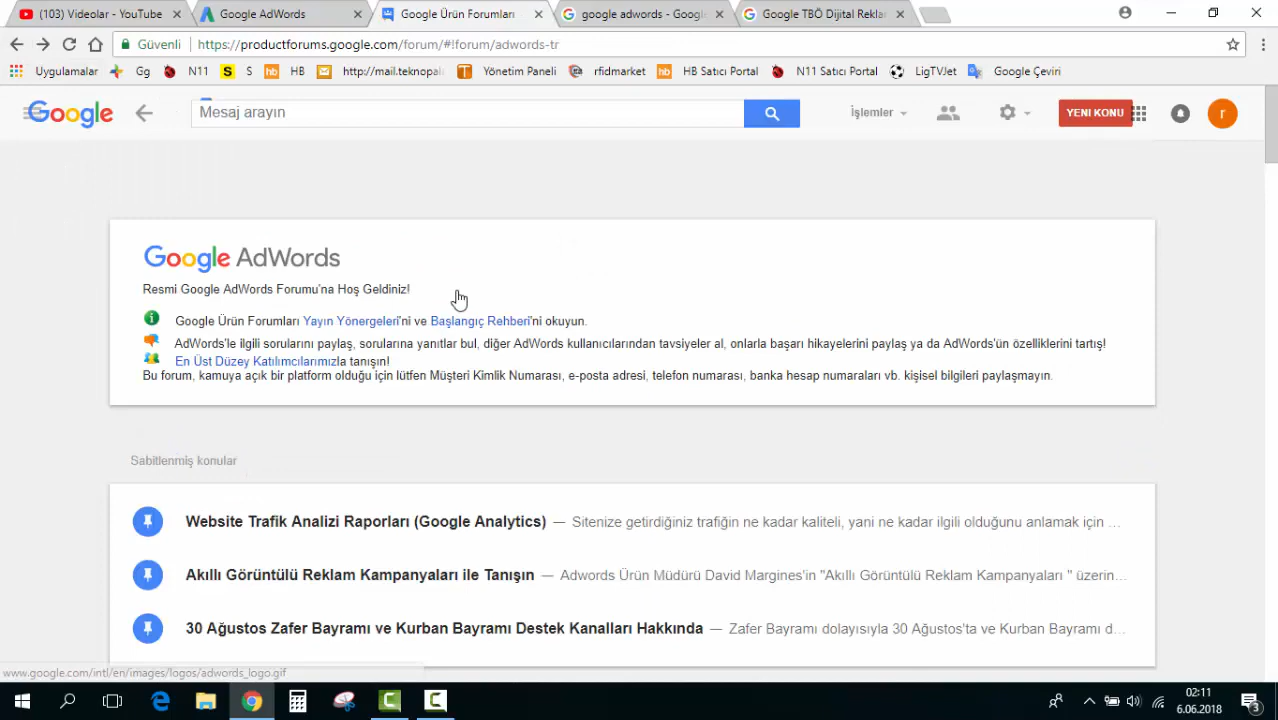 (103) Videolar - YouTube
Google AdWords
Google Ürün Forumları
google adwords - Googl
Google TBÖ Dijital Rekla
Güvenli
https://productforums.google.com/forum/#!forum/adwords-tr
Uygulamalar
Gg
N11
S
S
hb
HB
http://mail.teknopal
T
Yönetim Paneli
rfidmarket
hb
HB Satıcı Portal
N11 Satıcı Portal
LigTVJet
Google Çeviri
Google
Mesaj arayın
İşlemler
YENİ KONU
r
Google AdWords
Resmi Google AdWords Forumu'na Hoş Geldiniz!
Google Ürün Forumları Yayın Yönergeleri'ni ve Başlangıç Rehberi'ni okuyun.
AdWords'le ilgili sorularını paylaş, sorularına yanıtlar bul, diğer AdWords kullanıcılarından tavsiyeler al, onlarla başarı hikayelerini paylaş ya da AdWords'ün özelliklerini tartış!
En Üst Düzey Katılımcılarımızla tanışın!
Bu forum, kamuya açık bir platform olduğu için lütfen Müşteri Kimlik Numarası, e-posta adresi, telefon numarası, banka hesap numaraları vb. kişisel bilgileri paylaşmayın.
Sabitlenmiş konular
Website Trafik Analizi Raporları (Google Analytics) — Sitenize getirdiğiniz trafiğin ne kadar kaliteli, yani ne kadar ilgili olduğunu anlamak için ...
Akıllı Görüntülü Reklam Kampanyaları ile Tanışın — Adwords Ürün Müdürü David Margines'in "Akıllı Görüntülü Reklam Kampanyaları " üzerin...
30 Ağustos Zafer Bayramı ve Kurban Bayramı Destek Kanalları Hakkında — Zafer Bayramı dolayısıyla 30 Ağustos'ta ve Kurban Bayramı d...
www.google.com/intl/en/images/logos/adwords_logo.gif
02:11
6.06.2018
3